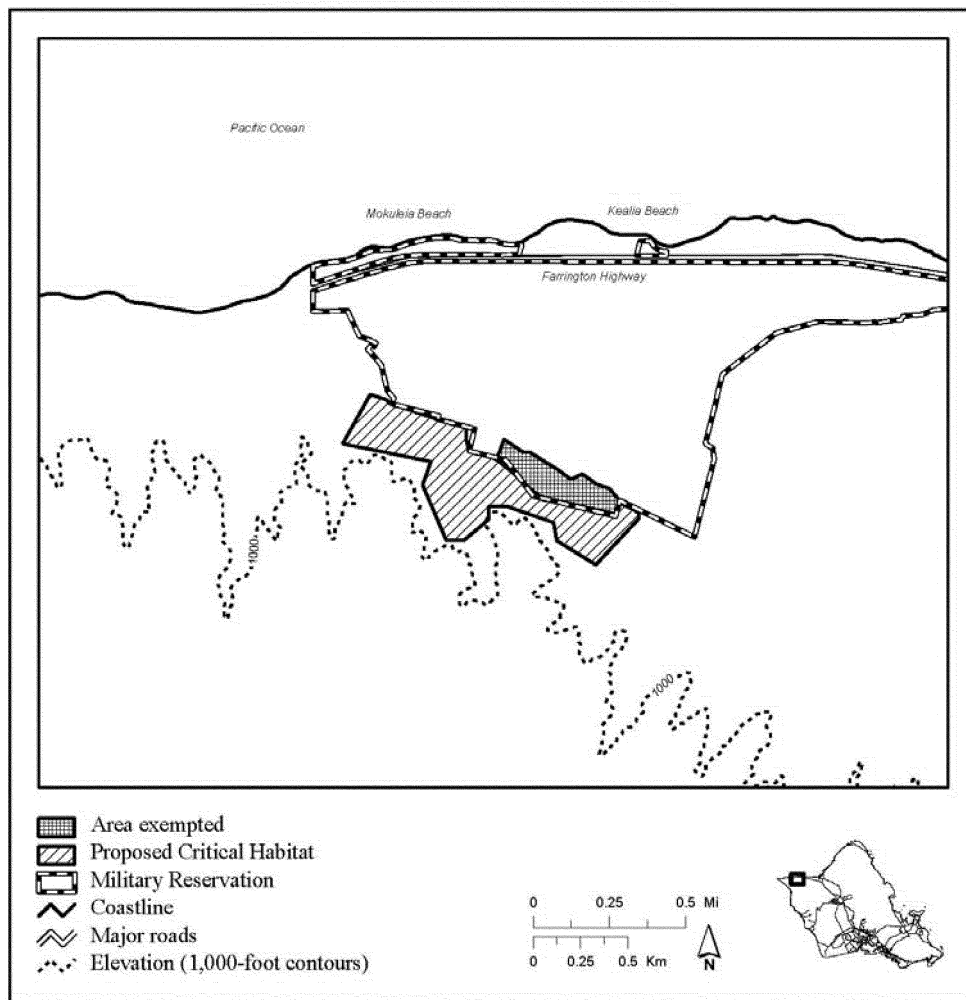 Pacific Ocean
Mokuleia Beach
Kealia Beach
Farrington Highway
1000
1000
Area exempted
Proposed Critical Habitat
Military Reservation
Coastline
Major roads
Elevation (1,000-foot contours)
0 0.25 0.5 Mi
0 0.25 0.5 Km
N